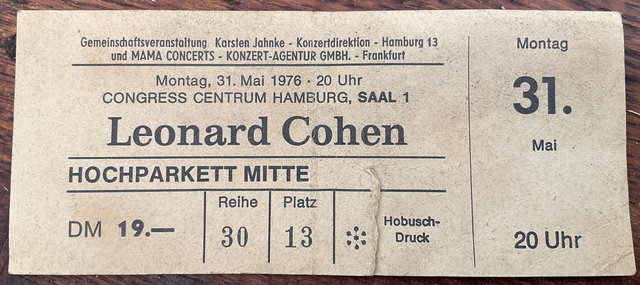 Gemeinschaftsveranstaltung Karsten Jahnke - Konzertdirektion - Hamburg 13
und MAMA CONCERTS - KONZERT-AGENTUR GMBH. - Frankfurt
Montag, 31. Mai 1976 · 20 Uhr
CONGRESS CENTRUM HAMBURG, SAAL 1
Leonard Cohen
HOCHPARKETT MITTE
DM 19.—
Reihe
30
Platz
13
Hobusch-
Druck
Montag
31.
Mai
20 Uhr